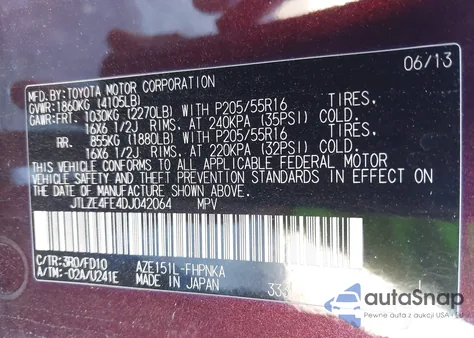 MFD.BY:TOYOTA MOTOR CORPORATION 06/13
GVWR:1860KG (4105LB)
GAWR:FRT. 1030KG (2270LB) WITH P205/55R16 TIRES.
16X6 1/2J RIMS. AT 240KPA (35PSI) COLD.
RR. 855KG (1880LB) WITH P205/55R16 TIRES.
16X6 1/2J RIMS. AT 220KPA (32PSI) COLD.
THIS VEHICLE CONFORMS TO ALL APPLICABLE FEDERAL MOTOR
VEHICLE SAFETY AND THEFT PREVENTION STANDARDS IN
EFFECT ON THE DATE OF MANUFACTURE SHOWN ABOVE.
JTLZE4FE4DJ042064 MPV
C/TR:3R0/FD10 AZE151L-FHPNKA
A/TM:-02A/U241E MADE IN JAPAN
autoSnap
Pewne auta z aukcji USA